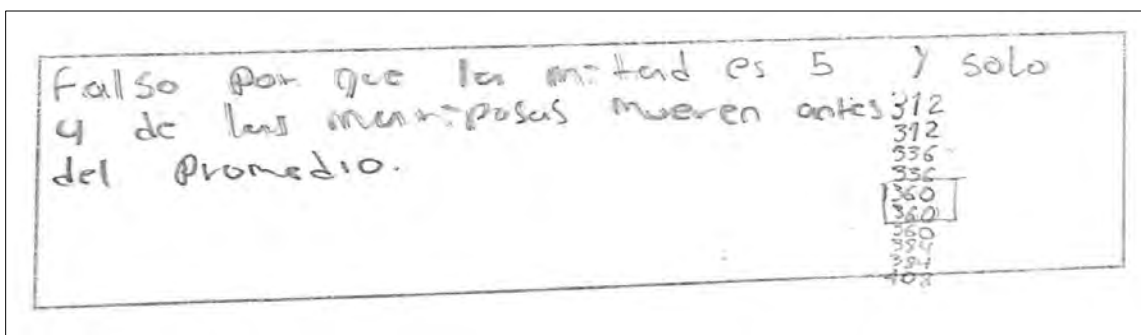 Falso por que la mitad es 5 y solo
4 de las mariposas mueren antes 312
del promedio. 312
336
336
360
360
360
384
384
408